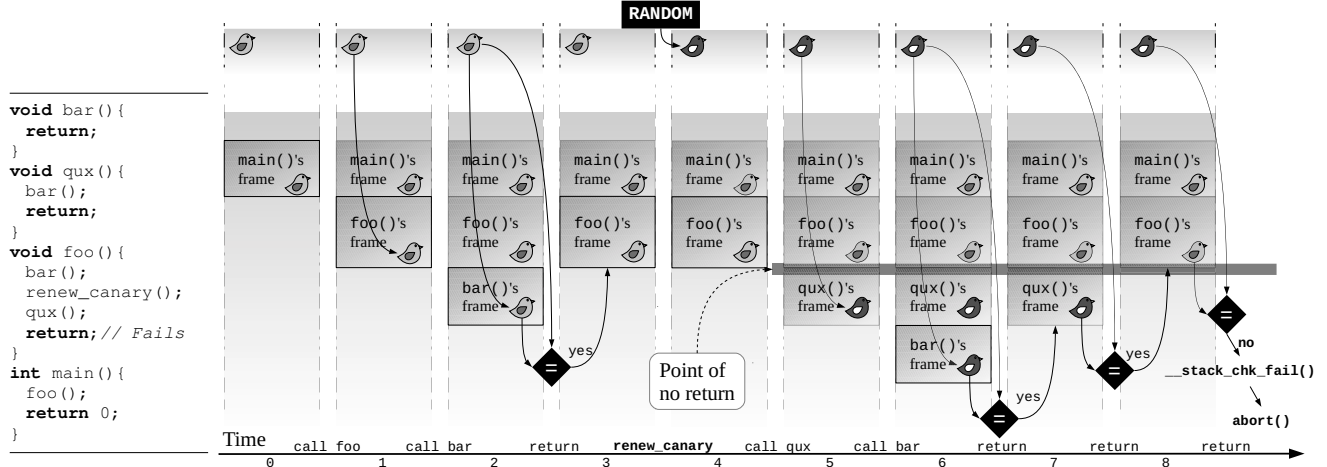 RANDOM
void bar(){
return;
}
void qux(){
bar();
return;
}
void foo(){
bar();
renew_canary();
qux();
return;// Fails
}
int main(){
foo();
return 0;
}
main()'s
frame
main()'s
frame
foo()'s
frame
main()'s
frame
foo()'s
frame
bar()'s
frame
=
yes
main()'s
frame
foo()'s
frame
main()'s
frame
foo()'s
frame
Point of
no return
main()'s
frame
foo()'s
frame
qux()'s
frame
main()'s
frame
foo()'s
frame
qux()'s
frame
bar()'s
frame
=
yes
main()'s
frame
foo()'s
frame
qux()'s
frame
=
yes
main()'s
frame
foo()'s
frame
=
no
__stack_chk_fail()
abort()
Time
call foo call bar return renew_canary call qux call bar return return return
0 1 2 3 4 5 6 7 8